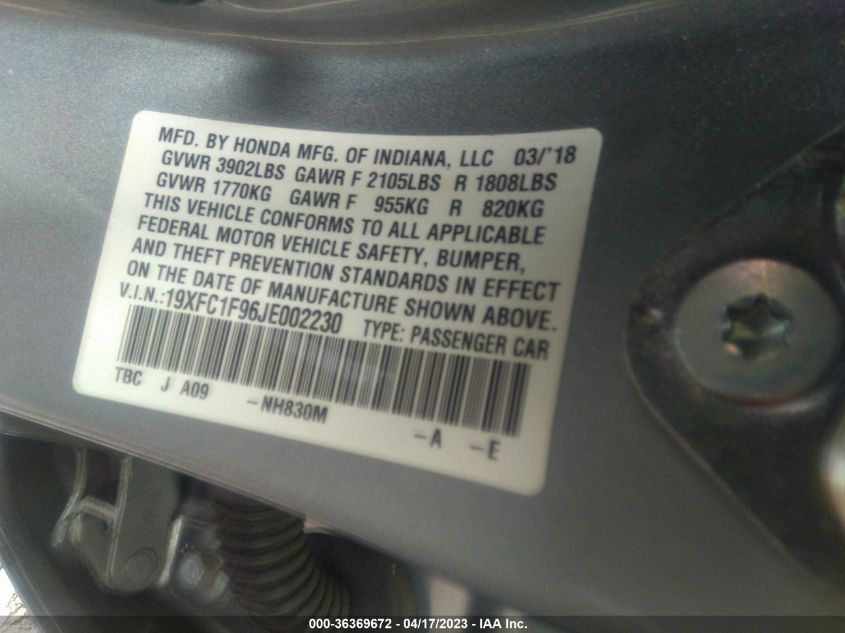 MFD. BY HONDA MFG. OF INDIANA, LLC 03/'18
GVWR 3902LBS GAWR F 2105LBS R 1808LBS
GVWR 1770KG GAWR F 955KG R 820KG
THIS VEHICLE CONFORMS TO ALL APPLICABLE
FEDERAL MOTOR VEHICLE SAFETY, BUMPER,
AND THEFT PREVENTION STANDARDS IN EFFECT
ON THE DATE OF MANUFACTURE SHOWN ABOVE.
V.I.N.:19XFC1F96JE002230 TYPE: PASSENGER CAR
TBC J A09 -NH830M -A -E
000-36369672 - 04/17/2023 - IAA Inc.